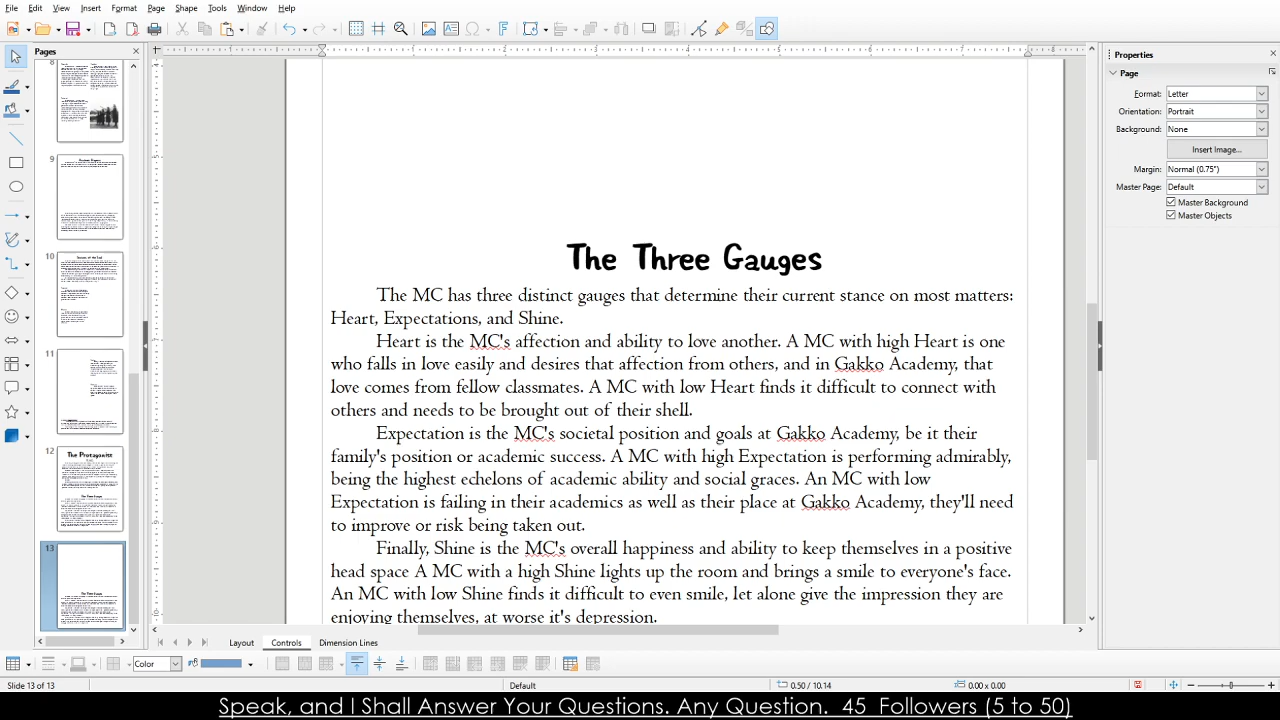 File Edit View Insert Format Page Shape Tools Window Help
Pages
8
9
10
11
12
The Protagonists
13
The Three Gauges
The MC has three distinct gauges that determine their current stance on most matters:
Heart, Expectations, and Shine.
Heart is the MC's affection and ability to love another. A MC with high Heart is one
who falls in love easily and desires that affection from others, and in Gakko Academy, that
love comes from fellow classmates. A MC with low Heart finds it difficult to connect with
others and needs to be brought out of their shell.
Expectation is the MC's societal position and goals at Gakko Academy, be it their
family's position or academic success. A MC with high Expectation is performing admirably,
being the highest echelons of academic ability and social graces. An MC with low
Expectation is failing in their academics as well as their place at Gakko Academy, they'll need
to improve or risk being taken out.
Finally, Shine is the MC's overall happiness and ability to keep themselves in a positive
head space A MC with a high Shine lights up the room and brings a smile to everyone's face.
An MC with low Shine finds it difficult to even smile, let alone give the impression they are
enjoying themselves, at worse it's depression.
Properties
Page
Format: Letter
Orientation: Portrait
Background: None
Insert Image...
Margin: Normal (0.75")
Master Page: Default
Master Background
Master Objects
Layout Controls Dimension Lines
Color
Slide 13 of 13 Default 0.50 / 10.14 0.00 x 0.00
Speak, and I Shall Answer Your Questions. Any Question. 45 Followers (5 to 50)